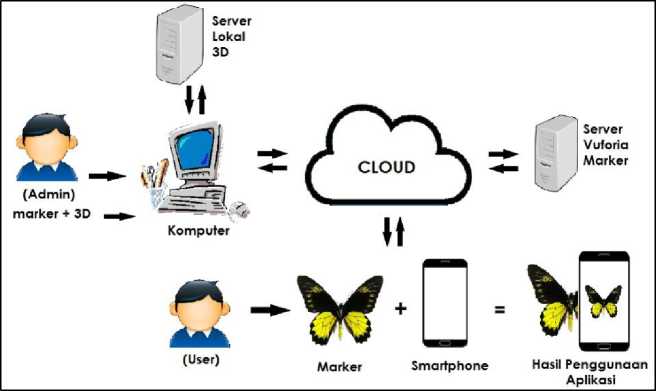 Server
Lokal
3D
(Admin)
marker + 3D
Komputer
CLOUD
Server
Vuforia
Marker
(User)
Marker
+
Smartphone
=
Hasil Penggunaan
Aplikasi